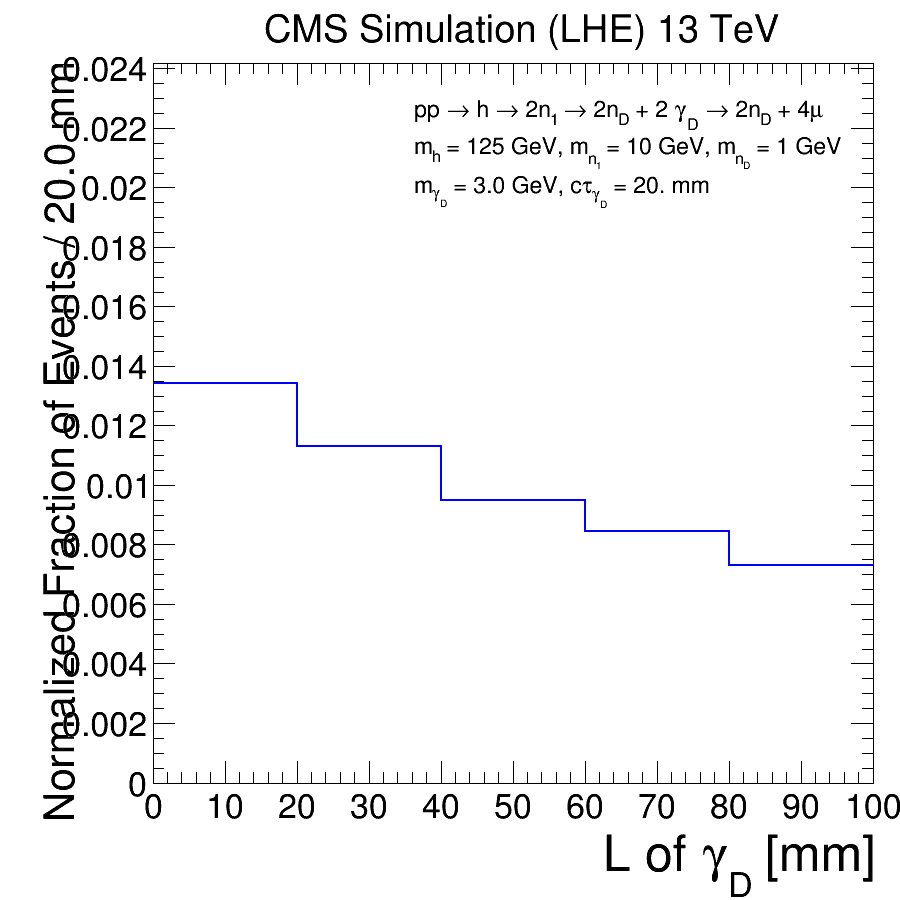 CMS Simulation (LHE) 13 TeV
pp → h → 2n1 → 2nD + 2 γD → 2nD + 4μ
mh = 125 GeV, mn1 = 10 GeV, mnD = 1 GeV
mγD = 3.0 GeV, cτγD = 20. mm
Normalized Fraction of Events / 20.0 mm
0.024
0.022
0.02
0.018
0.016
0.014
0.012
0.01
0.008
0.006
0.004
0.002
0
0 10 20 30 40 50 60 70 80 90 100
L of γD [mm]